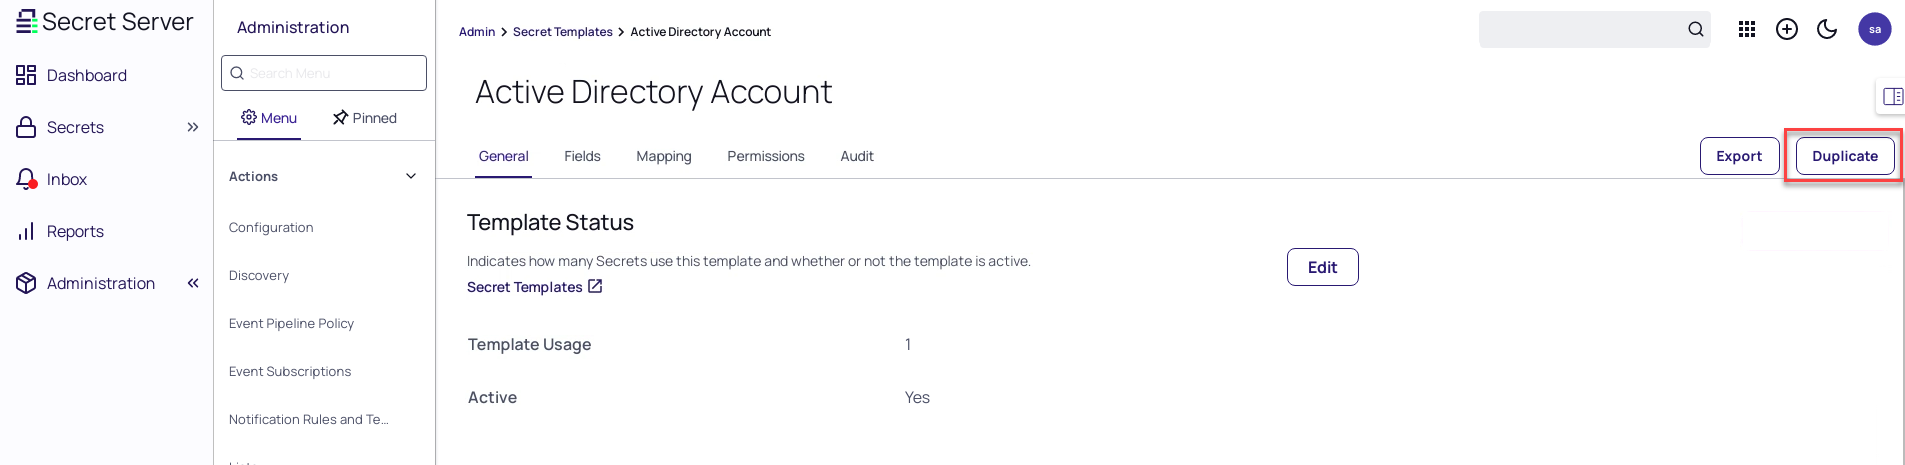 Secret Server
Dashboard
Secrets
Inbox
Reports
Administration
Administration
Search Menu
Menu
Pinned
Actions
Configuration
Discovery
Event Pipeline Policy
Event Subscriptions
Notification Rules and Te...
Admin > Secret Templates > Active Directory Account
sa
Active Directory Account
General Fields Mapping Permissions Audit
Export
Duplicate
Template Status
Indicates how many Secrets use this template and whether or not the template is active.
Secret Templates
Edit
Template Usage 1
Active Yes